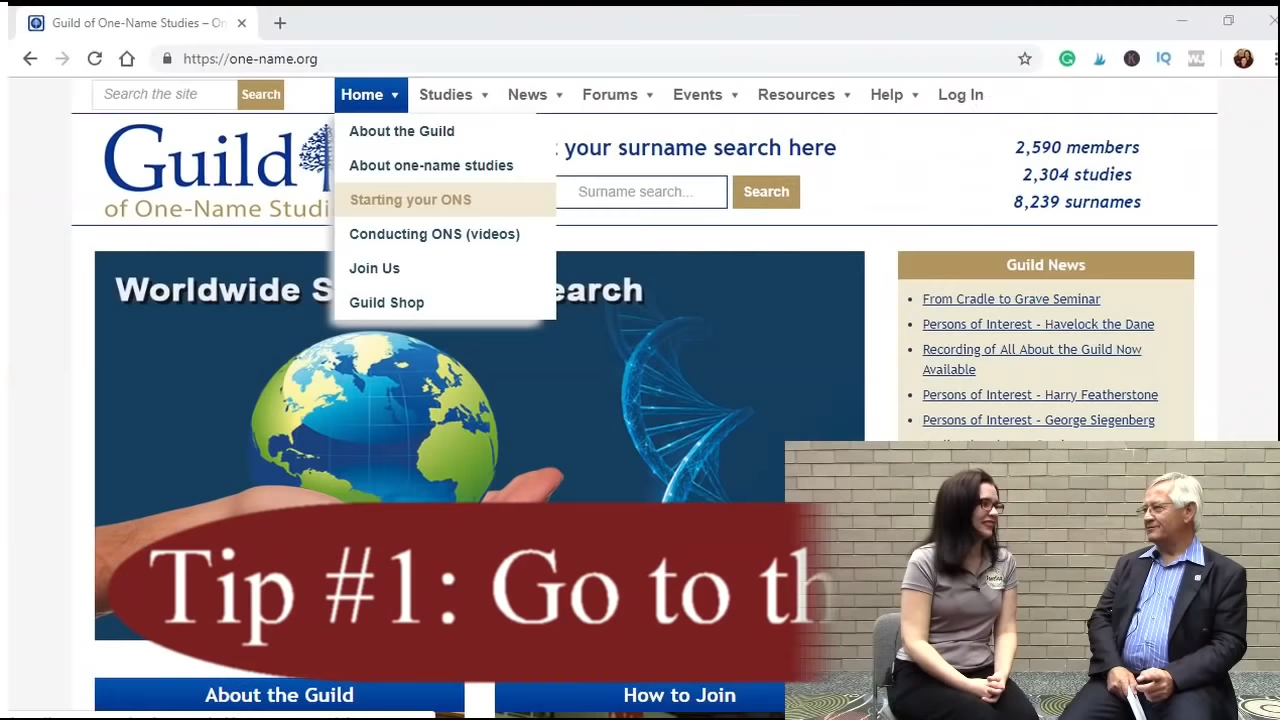 Guild of One-Name Studies – On
https://one-name.org
IQ
Search the site
Search
Home
Studies
News
Forums
Events
Resources
Help
Log In
About the Guild
About one-name studies
Starting your ONS
Conducting ONS (videos)
Join Us
Guild Shop
Guild
of One-Name Studi
your surname search here
Surname search...
Search
2,590 members
2,304 studies
8,239 surnames
Worldwide S
earch
Guild News
From Cradle to Grave Seminar
Persons of Interest – Havelock the Dane
Recording of All About the Guild Now
Available
Persons of Interest – Harry Featherstone
Persons of Interest – George Siegenberg
Tip #1: Go to th
About the Guild
How to Join